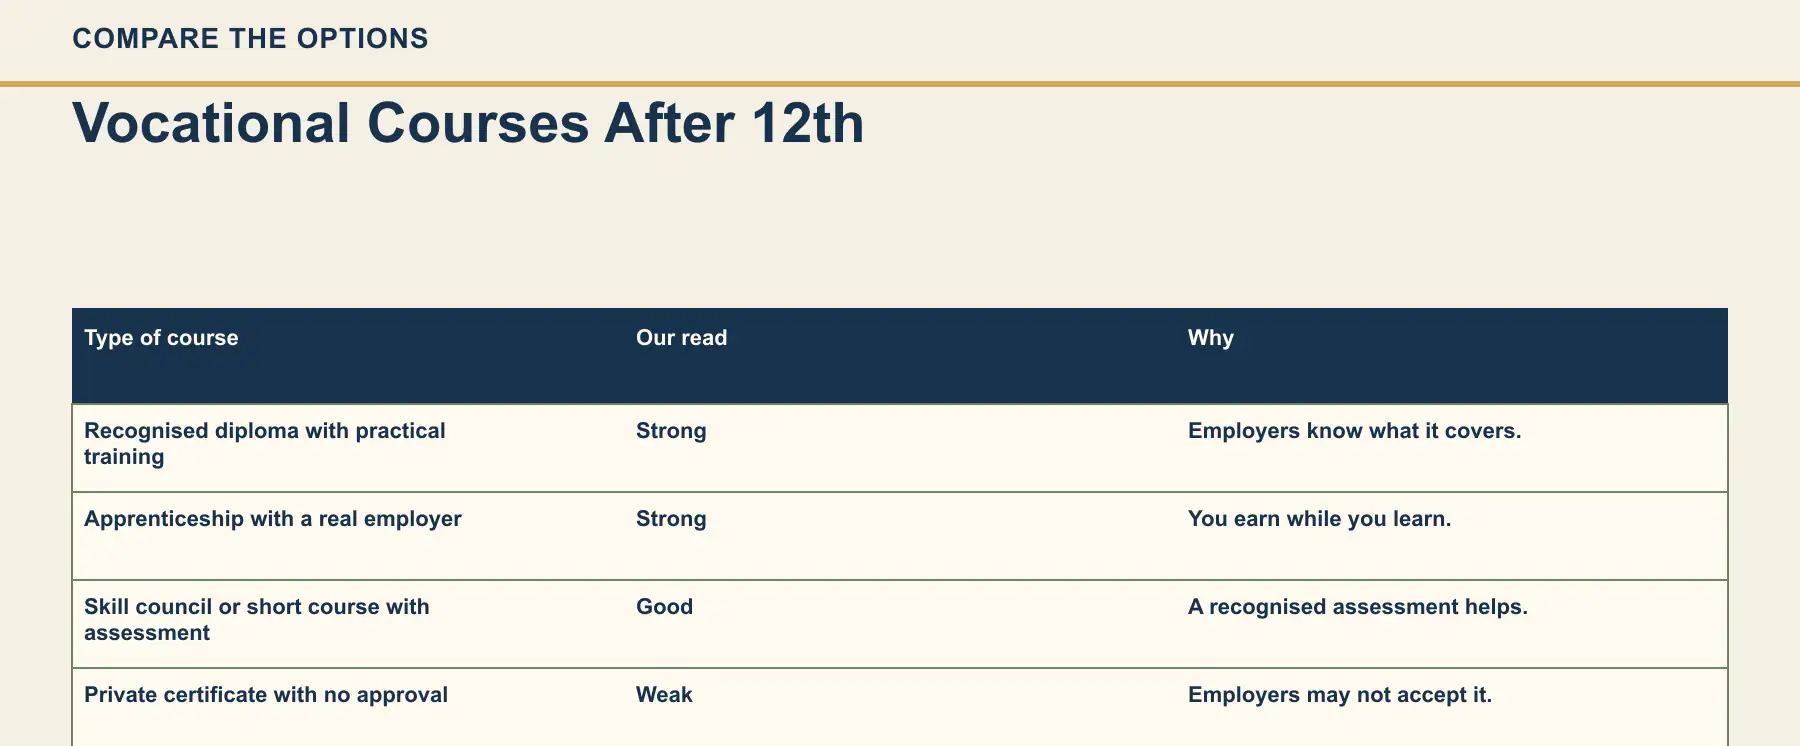 COMPARE THE OPTIONS
Vocational Courses After 12th
Type of course Our read Why
Recognised diploma with practical Strong Employers know what it covers.
training
Apprenticeship with a real employer Strong You earn while you learn.
Skill council or short course with Good A recognised assessment helps.
assessment
Private certificate with no approval Weak Employers may not accept it.